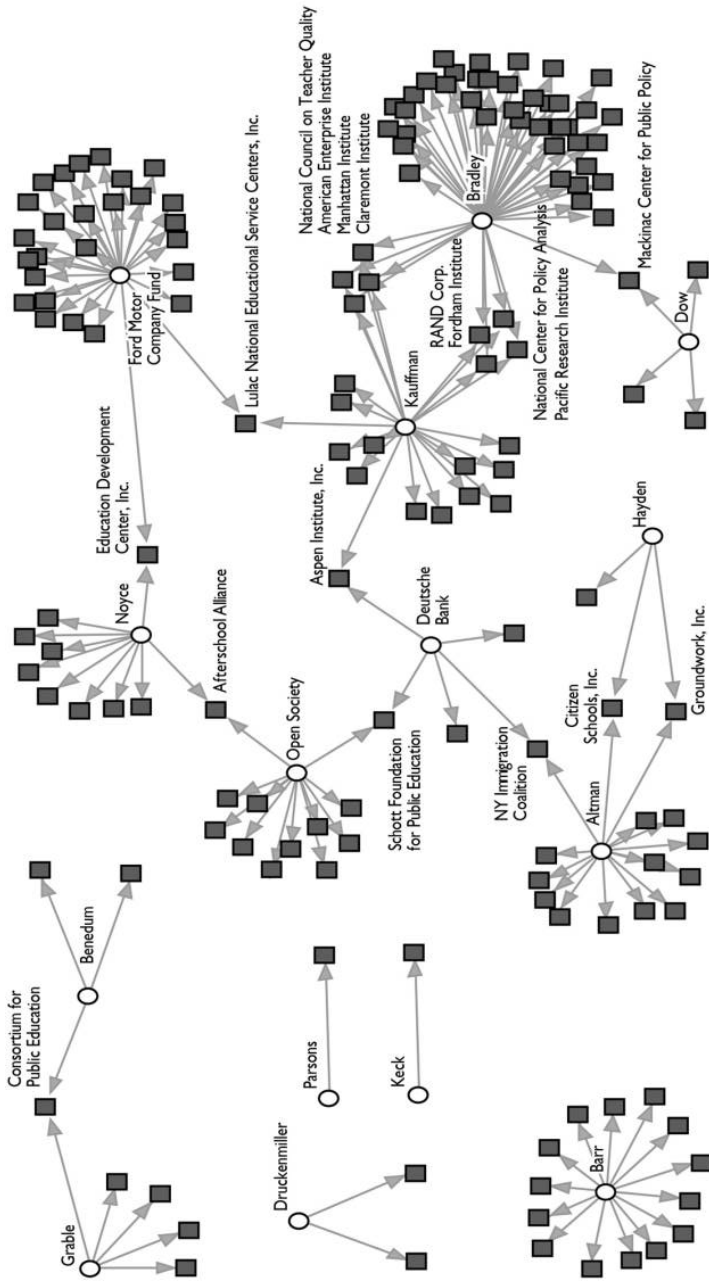 Consortium for
Public Education
Grable
Benedum
Education Development
Center, Inc.
Noyce
Ford Motor
Company Fund
Afterschool Alliance
Lulac National Educational Service Centers, Inc.
Druckenmiller
Open Society
Parsons
Aspen Institute, Inc.
National Council on Teacher Quality
American Enterprise Institute
Manhattan Institute
Claremont Institute
Keck
Schott Foundation
for Public Education
Kauffman
Deutsche
Bank
RAND Corp.
Fordham Institute
Bradley
NY Immigration
Coalition
National Center for Policy Analysis
Pacific Research Institute
Citizen
Schools, Inc.
Barr
Altman
Hayden
Mackinac Center for Public Policy
Dow
Groundwork, Inc.